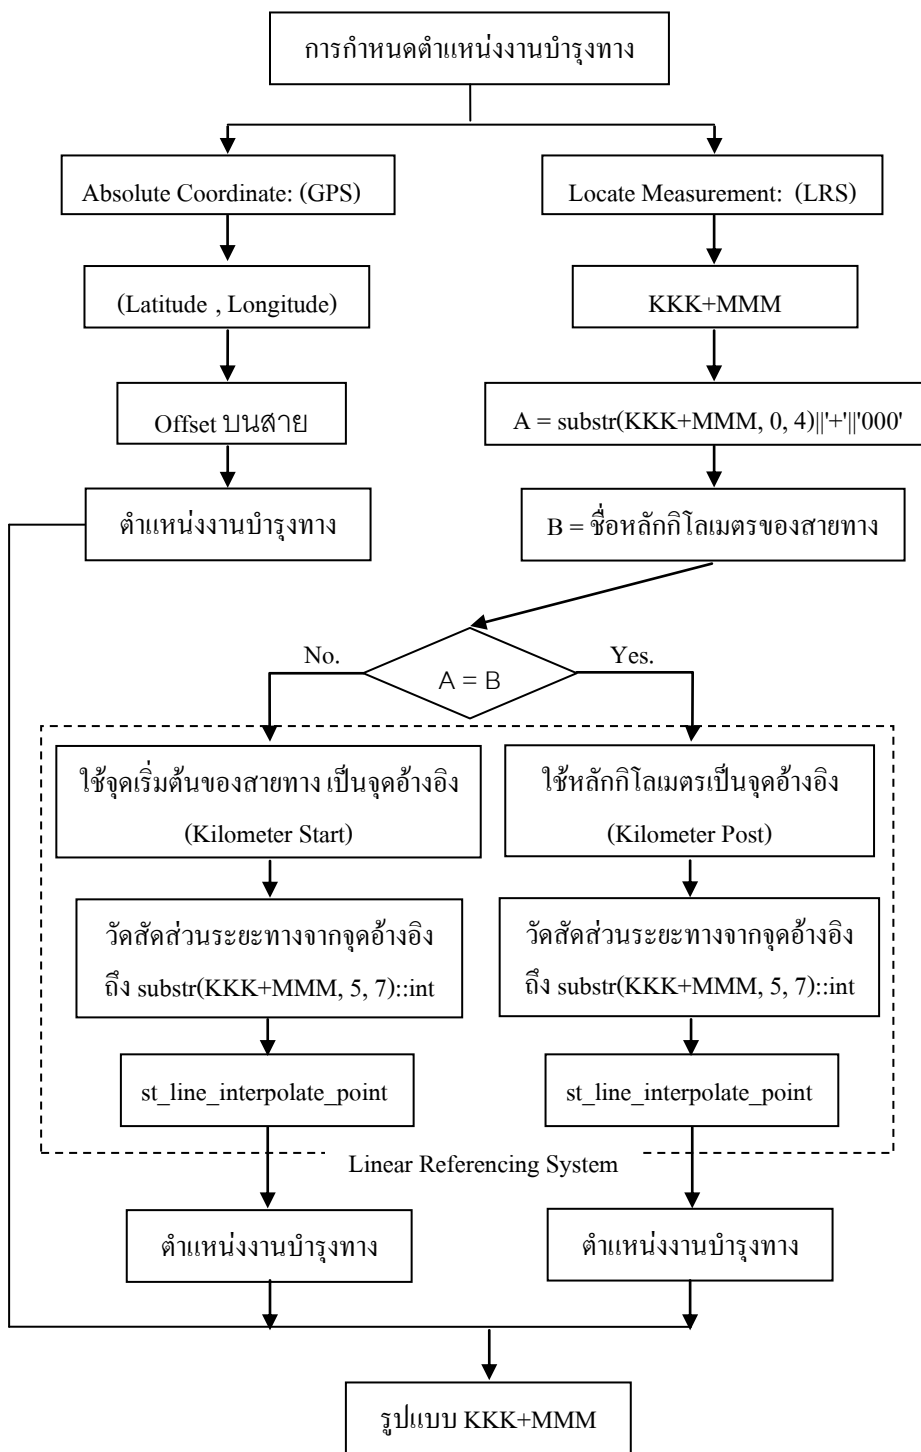 การกำหนดตำแหน่งงานบำรุงทาง
Absolute Coordinate: (GPS)
Locate Measurement: (LRS)
(Latitude , Longitude)
KKK+MMM
Offset บนสาย
A = substr(KKK+MMM, 0, 4)||'+'||'000'
ตำแหน่งงานบำรุงทาง
B = ชื่อหลักกิโลเมตรของสายทาง
No.
Yes.
A = B
ใช้จุดเริ่มต้นของสายทาง เป็นจุดอ้างอิง
(Kilometer Start)
ใช้หลักกิโลเมตรเป็นจุดอ้างอิง
(Kilometer Post)
วัดสัดส่วนระยะทางจากจุดอ้างอิง
ถึง substr(KKK+MMM, 5, 7)::int
วัดสัดส่วนระยะทางจากจุดอ้างอิง
ถึง substr(KKK+MMM, 5, 7)::int
st_line_interpolate_point
st_line_interpolate_point
Linear Referencing System
ตำแหน่งงานบำรุงทาง
ตำแหน่งงานบำรุงทาง
รูปแบบ KKK+MMM